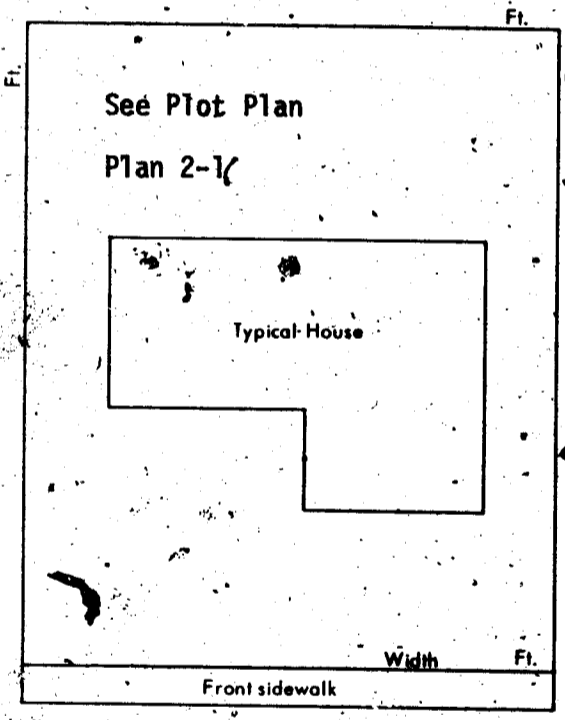 Ft.
Ft.
See Plot Plan
Plan 2-1
Typical House
Width Ft.
Front sidewalk